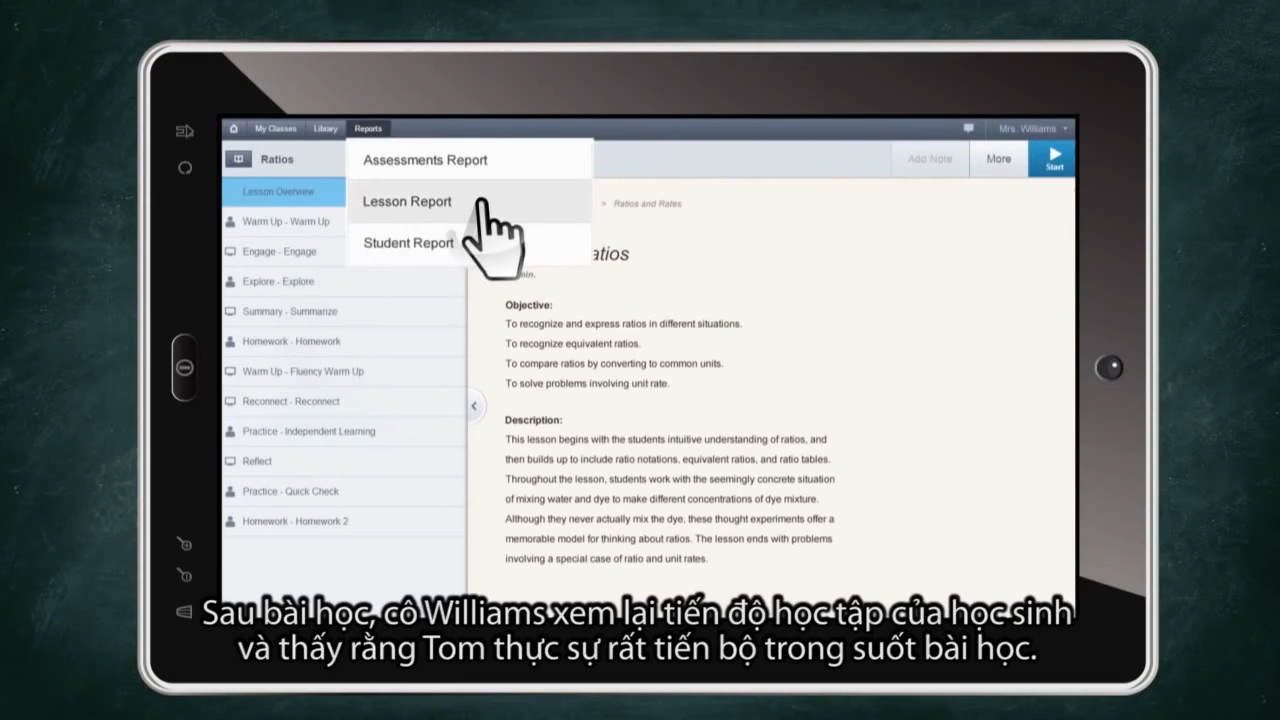 My Classes Library Reports Mrs. Williams
Ratios
Add Note More Start
Assessments Report
Lesson Report
Student Report
Lesson Overview
Warm Up - Warm Up
Engage - Engage
Explore - Explore
Summary - Summarize
Homework - Homework
Warm Up - Fluency Warm Up
Reconnect - Reconnect
Practice - Independent Learning
Reflect
Practice - Quick Check
Homework - Homework 2
» Ratios and Rates
atios
min.
Objective:
To recognize and express ratios in different situations.
To recognize equivalent ratios.
To compare ratios by converting to common units.
To solve problems involving unit rate.
Description:
This lesson begins with the students intuitive understanding of ratios, and
then builds up to include ratio notations, equivalent ratios, and ratio tables.
Throughout the lesson, students work with the seemingly concrete situation
of mixing water and dye to make different concentrations of dye mixture.
Although they never actually mix the dye, these thought experiments offer a
memorable model for thinking about ratios. The lesson ends with problems
involving a special case of ratio and unit rates.
Sau bài học, cô Williams xem lại tiến độ học tập của học sinh
và thấy rằng Tom thực sự rất tiến bộ trong suốt bài học.